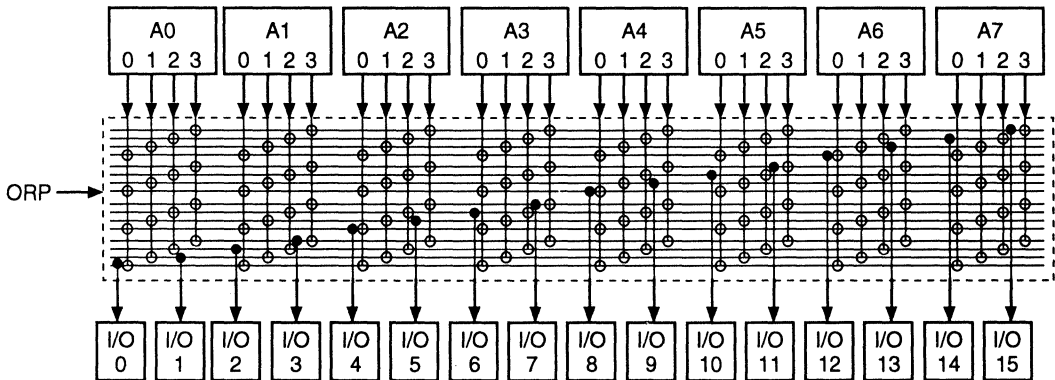 A0 A1 A2 A3 A4 A5 A6 A7
0 1 2 3 0 1 2 3 0 1 2 3 0 1 2 3 0 1 2 3 0 1 2 3 0 1 2 3 0 1 2 3
ORP
I/O I/O I/O I/O I/O I/O I/O I/O I/O I/O I/O I/O I/O I/O I/O I/O
0 1 2 3 4 5 6 7 8 9 10 11 12 13 14 15